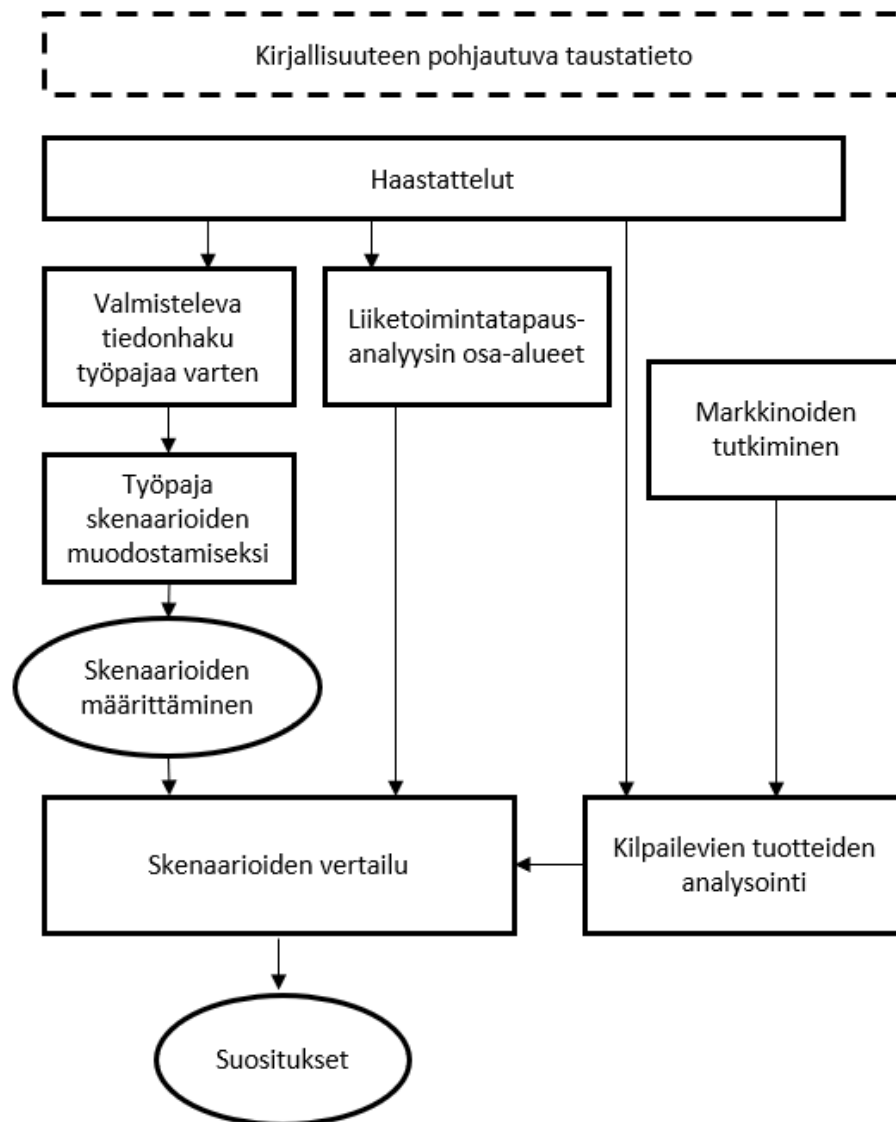 Kirjallisuuteen pohjautuva taustatieto
Haastattelut
Valmisteleva
tiedonhaku
työpajaa varten
Liiketoimintatapaus-
analyysin osa-alueet
Markkinoiden
tutkiminen
Työpaja
skenaarioiden
muodostamiseksi
Skenaarioiden
määrittäminen
Skenaarioiden vertailu
Kilpailevien tuotteiden
analysointi
Suositukset